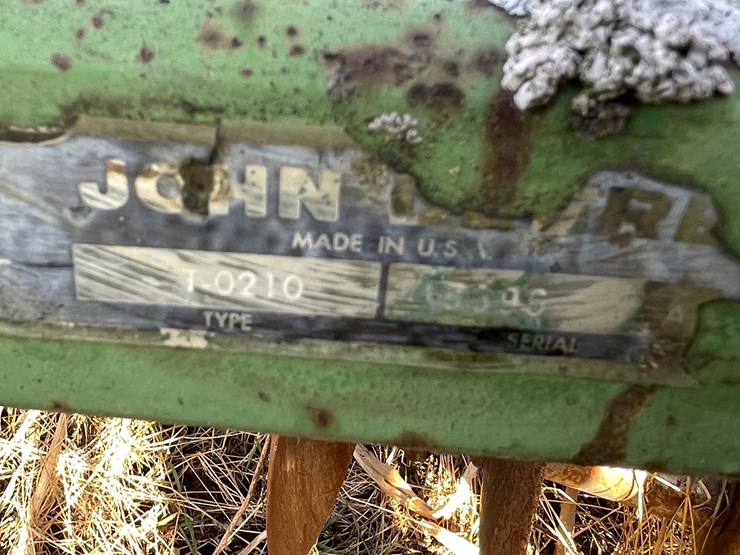 JOHN
MADE IN U.S.
1-0210
TYPE
SERIAL